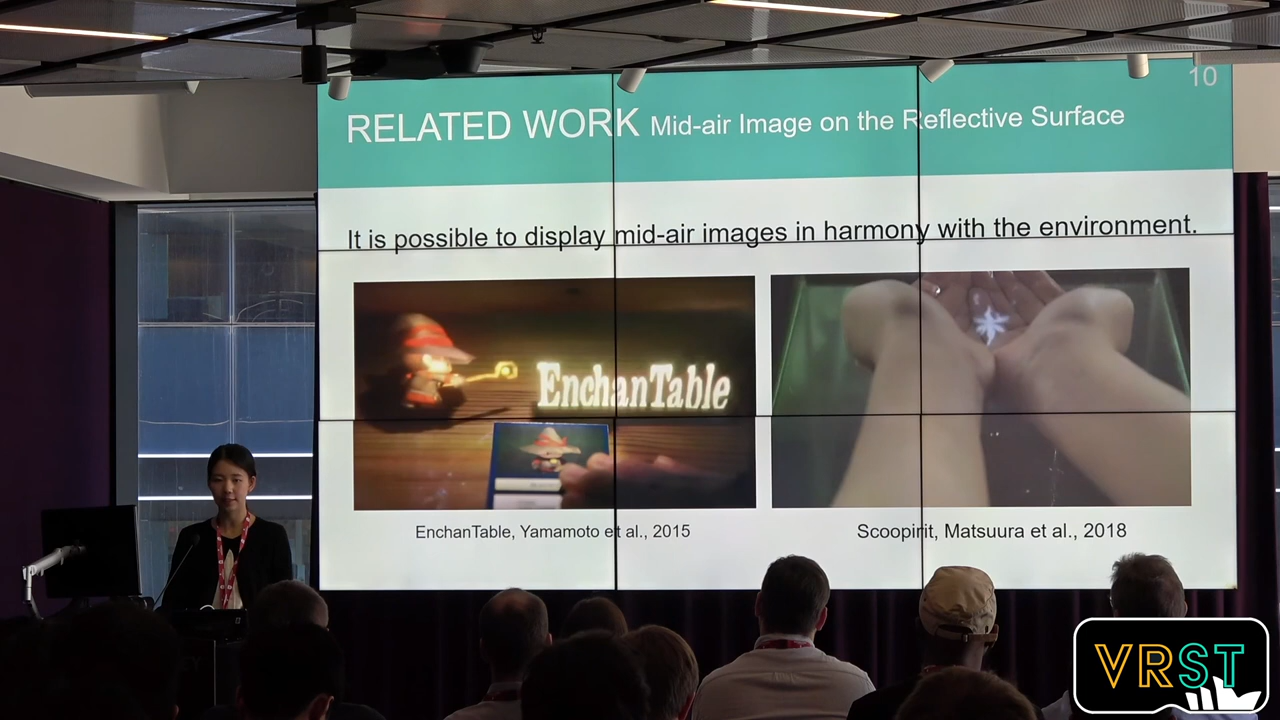 10
RELATED WORK Mid-air Image on the Reflective Surface
It is possible to display mid-air images in harmony with the environment.
EnchanTable
EnchanTable, Yamamoto et al., 2015
Scoopirit, Matsuura et al., 2018
VRST